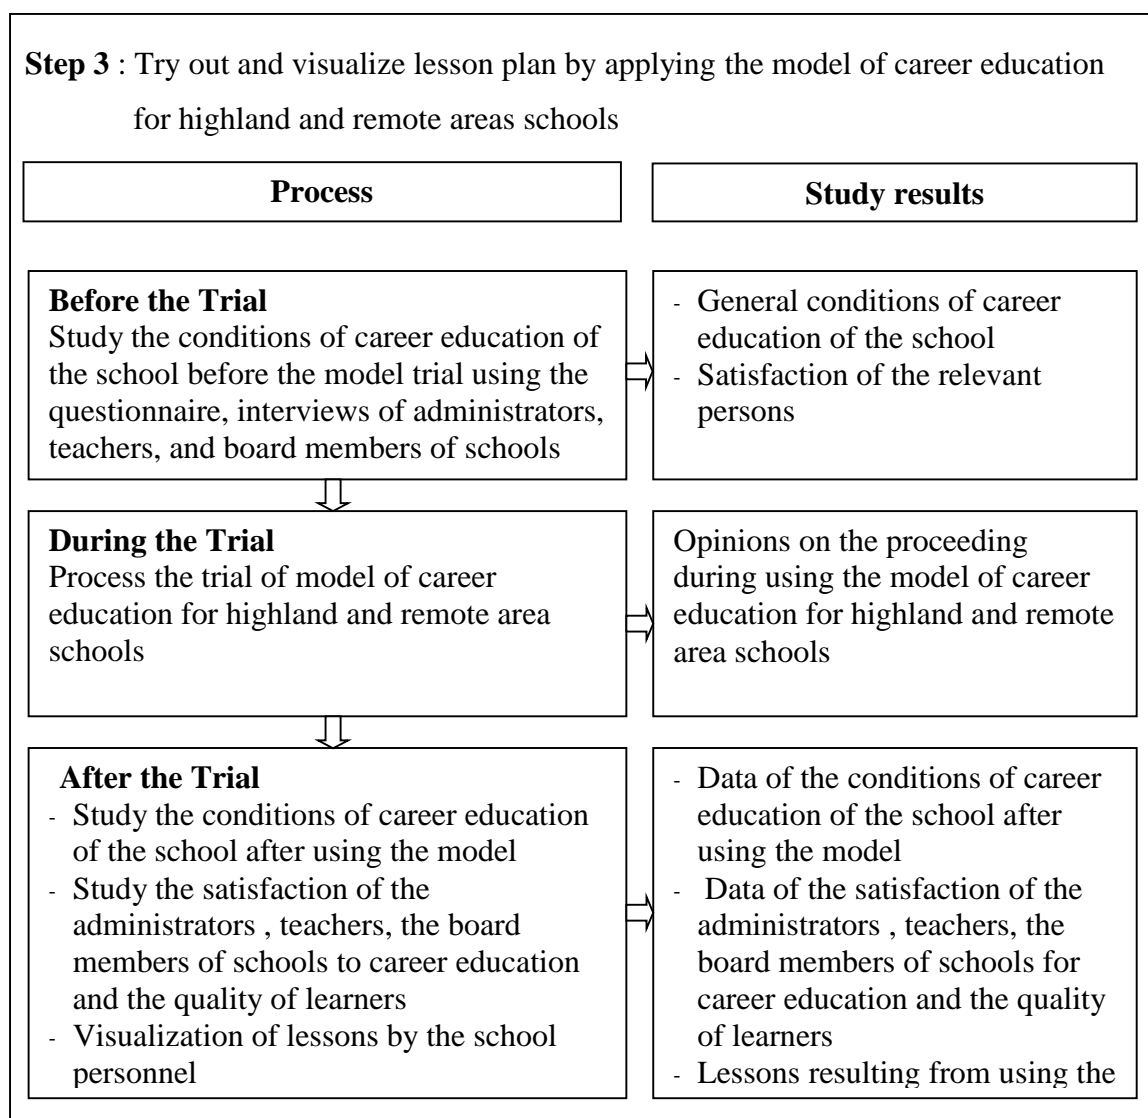 Step 3 : Try out and visualize lesson plan by applying the model of career education
for highland and remote areas schools
Process
Study results
Before the Trial
Study the conditions of career education of
the school before the model trial using the
questionnaire, interviews of administrators,
teachers, and board members of schools
- General conditions of career
education of the school
- Satisfaction of the relevant
persons
During the Trial
Process the trial of model of career
education for highland and remote area
schools
Opinions on the proceeding
during using the model of career
education for highland and remote
area schools
After the Trial
- Study the conditions of career education
of the school after using the model
- Study the satisfaction of the
administrators , teachers, the board
members of schools to career education
and the quality of learners
- Visualization of lessons by the school
personnel
- Data of the conditions of career
education of the school after
using the model
- Data of the satisfaction of the
administrators , teachers, the
board members of schools for
career education and the quality
of learners
- Lessons resulting from using the